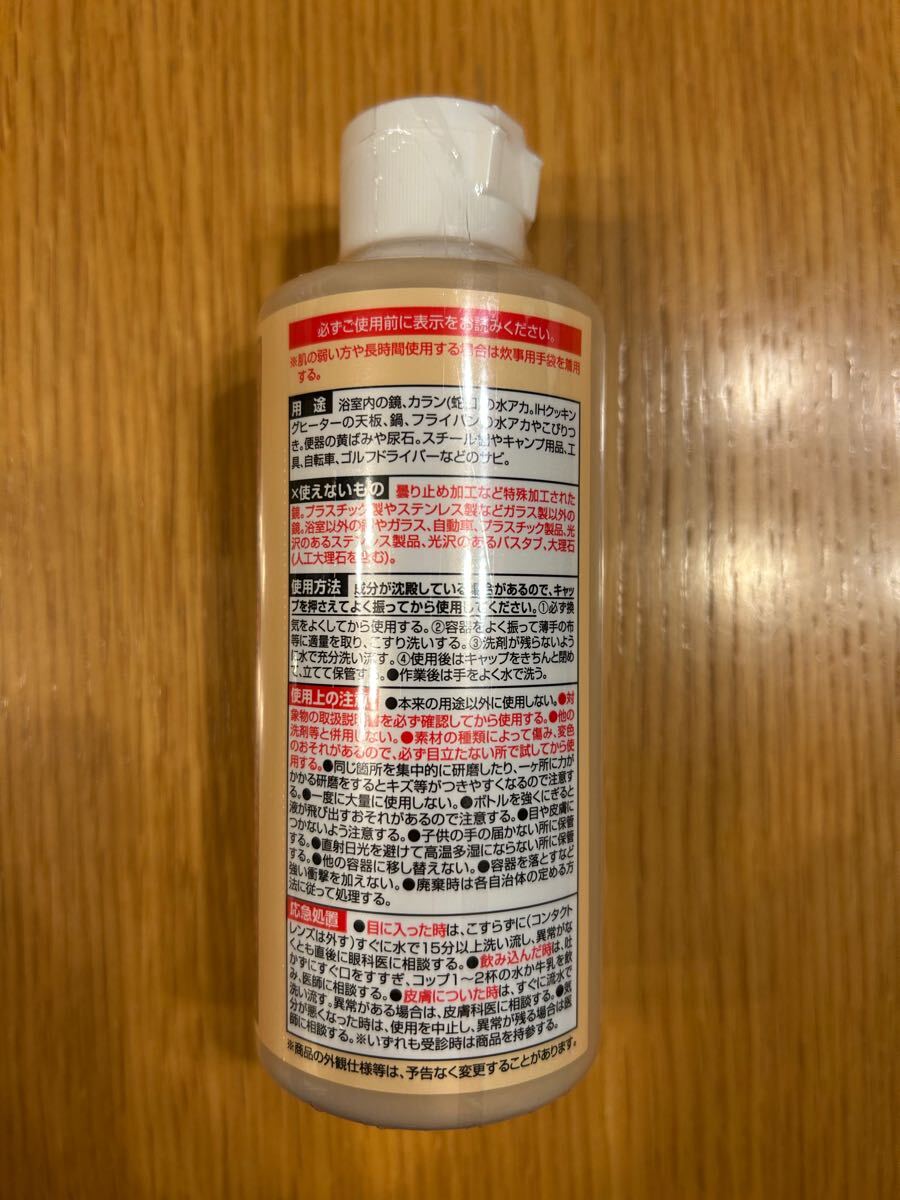 必ずご使用前に表示をお読みください。
※肌の弱い方や長時間使用する場合は炊事用手袋を着用
する。
用 途 浴室内の鏡、カラン(蛇口)の水アカ。IHクッキン
グヒーターの天板、鍋、フライパンの水アカやこびりつ
き。便器の黄ばみや尿石。スチール棚やキャンプ用品、工
具、自転車、ゴルフドライバーなどのサビ。
×使えないもの 曇り止め加工など特殊加工された
鏡。プラスチック製やステンレス製などガラス製以外の
鏡。浴室以外の鏡やガラス、自動車、プラスチック製品、光
沢のあるステンレス製品、光沢のあるバスタブ、大理石
(人工大理石を含む)。
使用方法 成分が沈殿している場合があるので、キャッ
プを押さえてよく振ってから使用してください。①必ず換
気をよくしてから使用する。②容器をよく振って薄手の布
等に適量を取り、こすり洗いする。③洗剤が残らないよう
に水で充分洗い流す。④使用後はキャップをきちんと閉め
て、立てて保管する。●作業後は手をよく水で洗う。
使用上の注意 ●本来の用途以外に使用しない。●対
象物の取扱説明書を必ず確認してから使用する。●他の
洗剤等と併用しない。●素材の種類によって傷み、変色
のおそれがあるので、必ず目立たない所で試してから使
用する。●同じ箇所を集中的に研磨したり、一ヶ所に力が
かかる研磨をするとキズ等がつきやすくなるので注意す
る。●一度に大量に使用しない。●ボトルを強くにぎると
液が飛び出すおそれがあるので注意する。●目や皮膚に
つかないよう注意する。●子供の手の届かない所に保管
する。●直射日光を避けて高温多湿にならない所に保管
する。●他の容器に移し替えない。●容器を落とすなど
強い衝撃を加えない。●廃棄時は各自治体の定める方
法に従って処理する。
応急処置 ●目に入った時は、こすらずに(コンタクト
レンズは外す)すぐに水で15分以上洗い流し、異常がな
くとも直後に眼科医に相談する。●飲み込んだ時は、吐
かずにすぐ口をすすぎ、コップ1〜2杯の水か牛乳を飲
み、医師に相談する。●皮膚についた時は、すぐに流水で
洗い流す。異常がある場合は、皮膚科医に相談する。●気
分が悪くなった時は、使用を中止し、異常が残る場合は医
師に相談する。※いずれも受診時は商品を持参する。
※商品の外観仕様等は、予告なく変更することがあります。